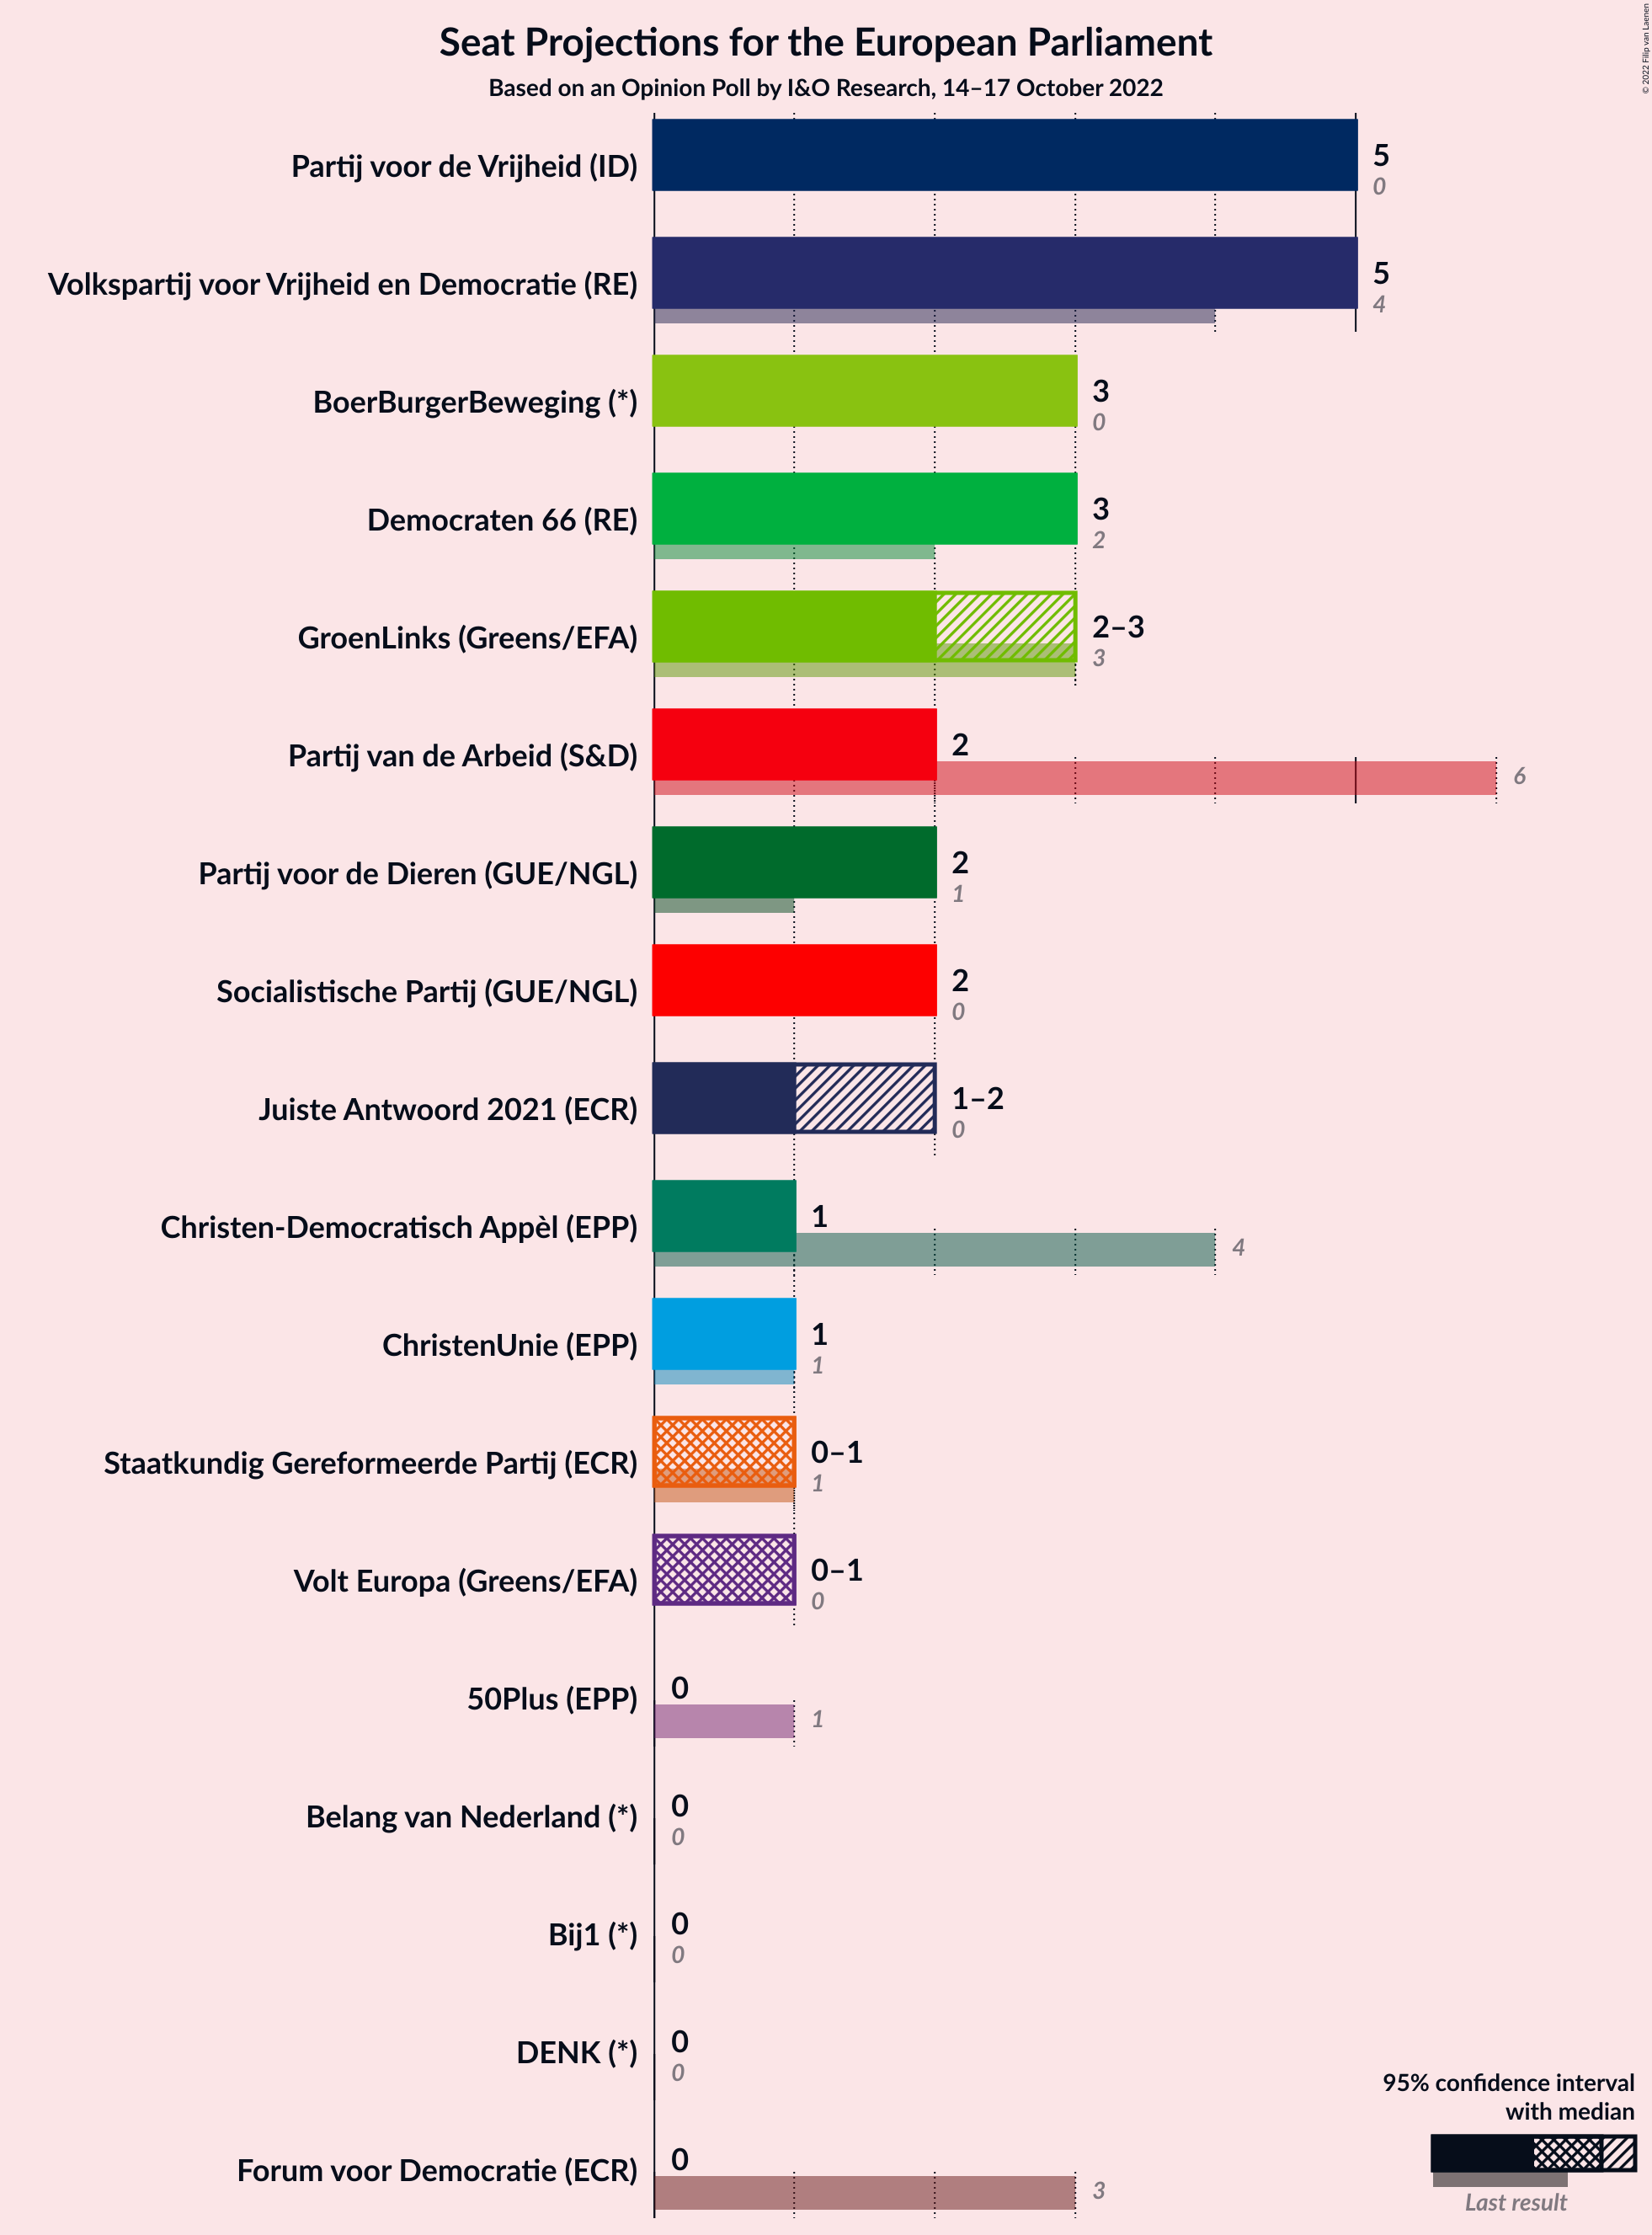 Seat Projections for the European Parliament
Based on an Opinion Poll by I&O Research, 14–17 October 2022
© 2022 Filip van Laenen
Partij voor de Vrijheid (ID)
5
0
Volkspartij voor Vrijheid en Democratie (RE)
5
4
BoerBurgerBeweging (*)
3
0
Democraten 66 (RE)
3
2
GroenLinks (Greens/EFA)
2–3
3
Partij van de Arbeid (S&D)
2
6
Partij voor de Dieren (GUE/NGL)
2
1
Socialistische Partij (GUE/NGL)
2
0
Juiste Antwoord 2021 (ECR)
1–2
0
Christen-Democratisch Appèl (EPP)
1
4
ChristenUnie (EPP)
1
1
Staatkundig Gereformeerde Partij (ECR)
0–1
1
Volt Europa (Greens/EFA)
0–1
0
50Plus (EPP)
0
1
Belang van Nederland (*)
0
0
Bij1 (*)
0
0
DENK (*)
0
0
Forum voor Democratie (ECR)
0
3
95% confidence interval
with median
Last result